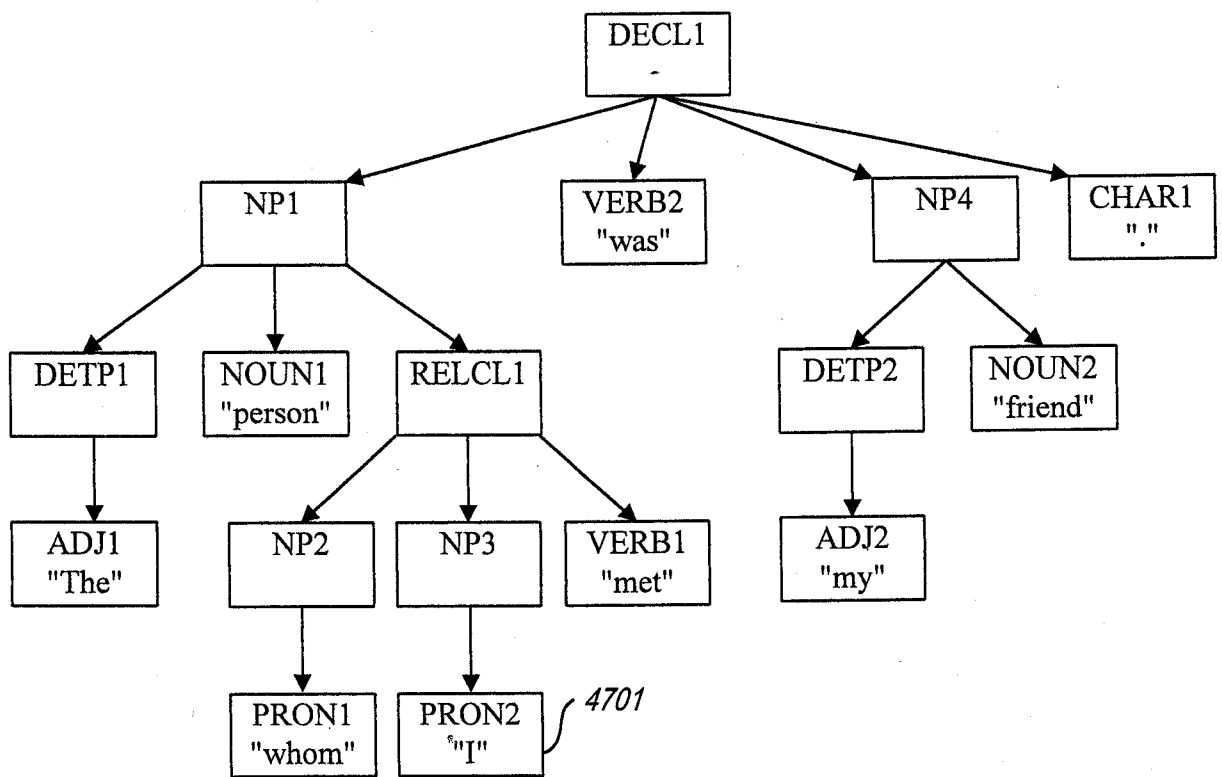 DECL1
NP1
VERB2
"was"
NP4
CHAR1
"."
DETP1
NOUN1
"person"
RELCL1
DETP2
NOUN2
"friend"
ADJ1
"The"
NP2
NP3
VERB1
"met"
ADJ2
"my"
PRON1
"whom"
PRON2
"I"
4701